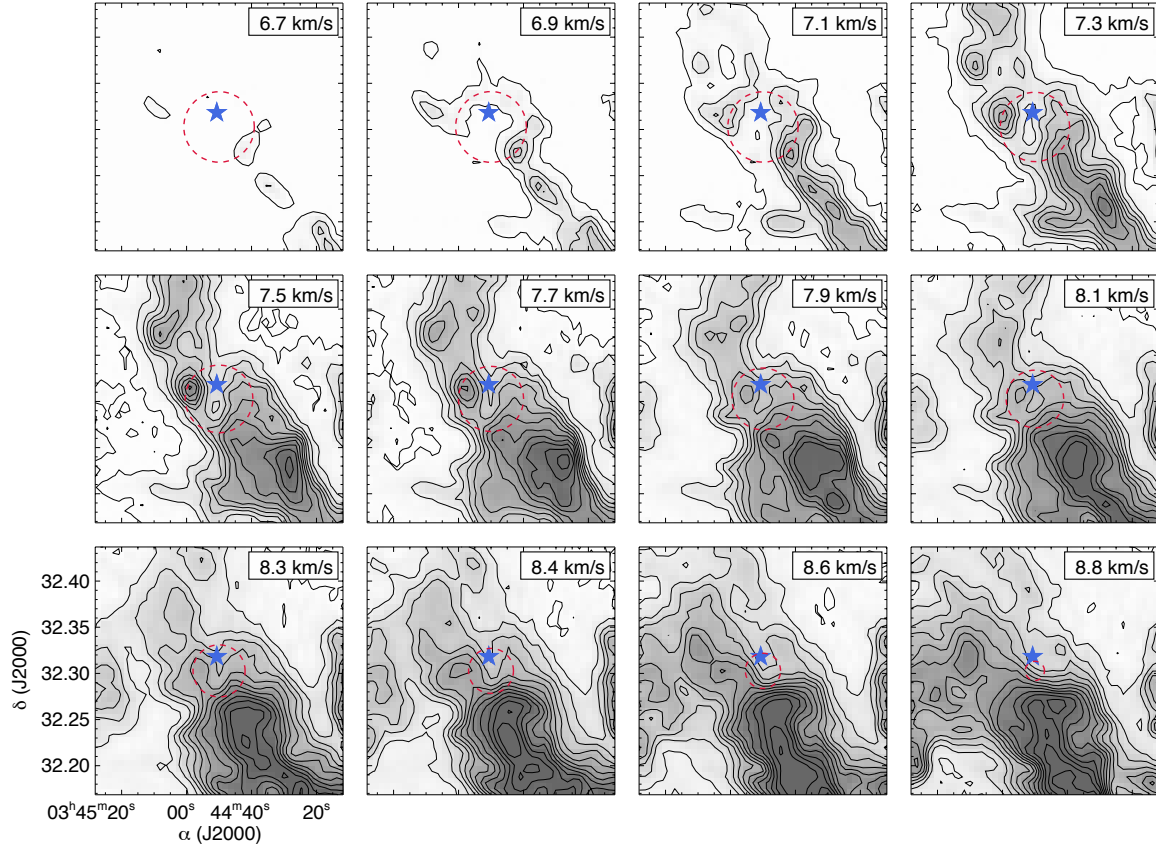 6.7 km/s
6.9 km/s
7.1 km/s
7.3 km/s
7.5 km/s
7.7 km/s
7.9 km/s
8.1 km/s
8.3 km/s
8.4 km/s
8.6 km/s
8.8 km/s
32.40
32.35
32.30
32.25
32.20
δ (J2000)
03ʰ45ᵐ20ˢ 00ˢ 44ᵐ40ˢ 20ˢ
α (J2000)